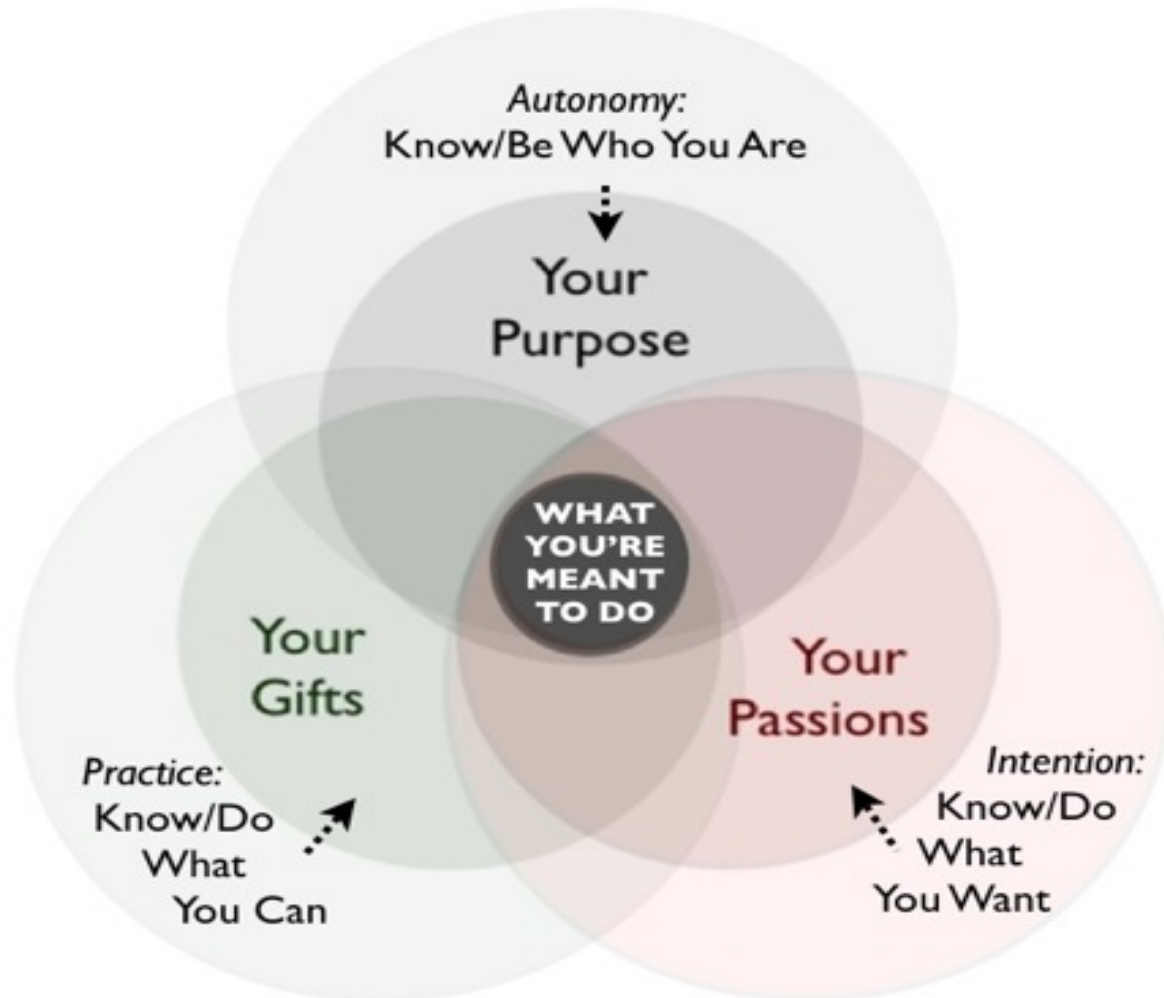 Autonomy:
Know/Be Who You Are
Your
Purpose
WHAT
YOU'RE
MEANT
TO DO
Your
Gifts
Your
Passions
Practice:
Know/Do
What
You Can
Intention:
Know/Do
What
You Want